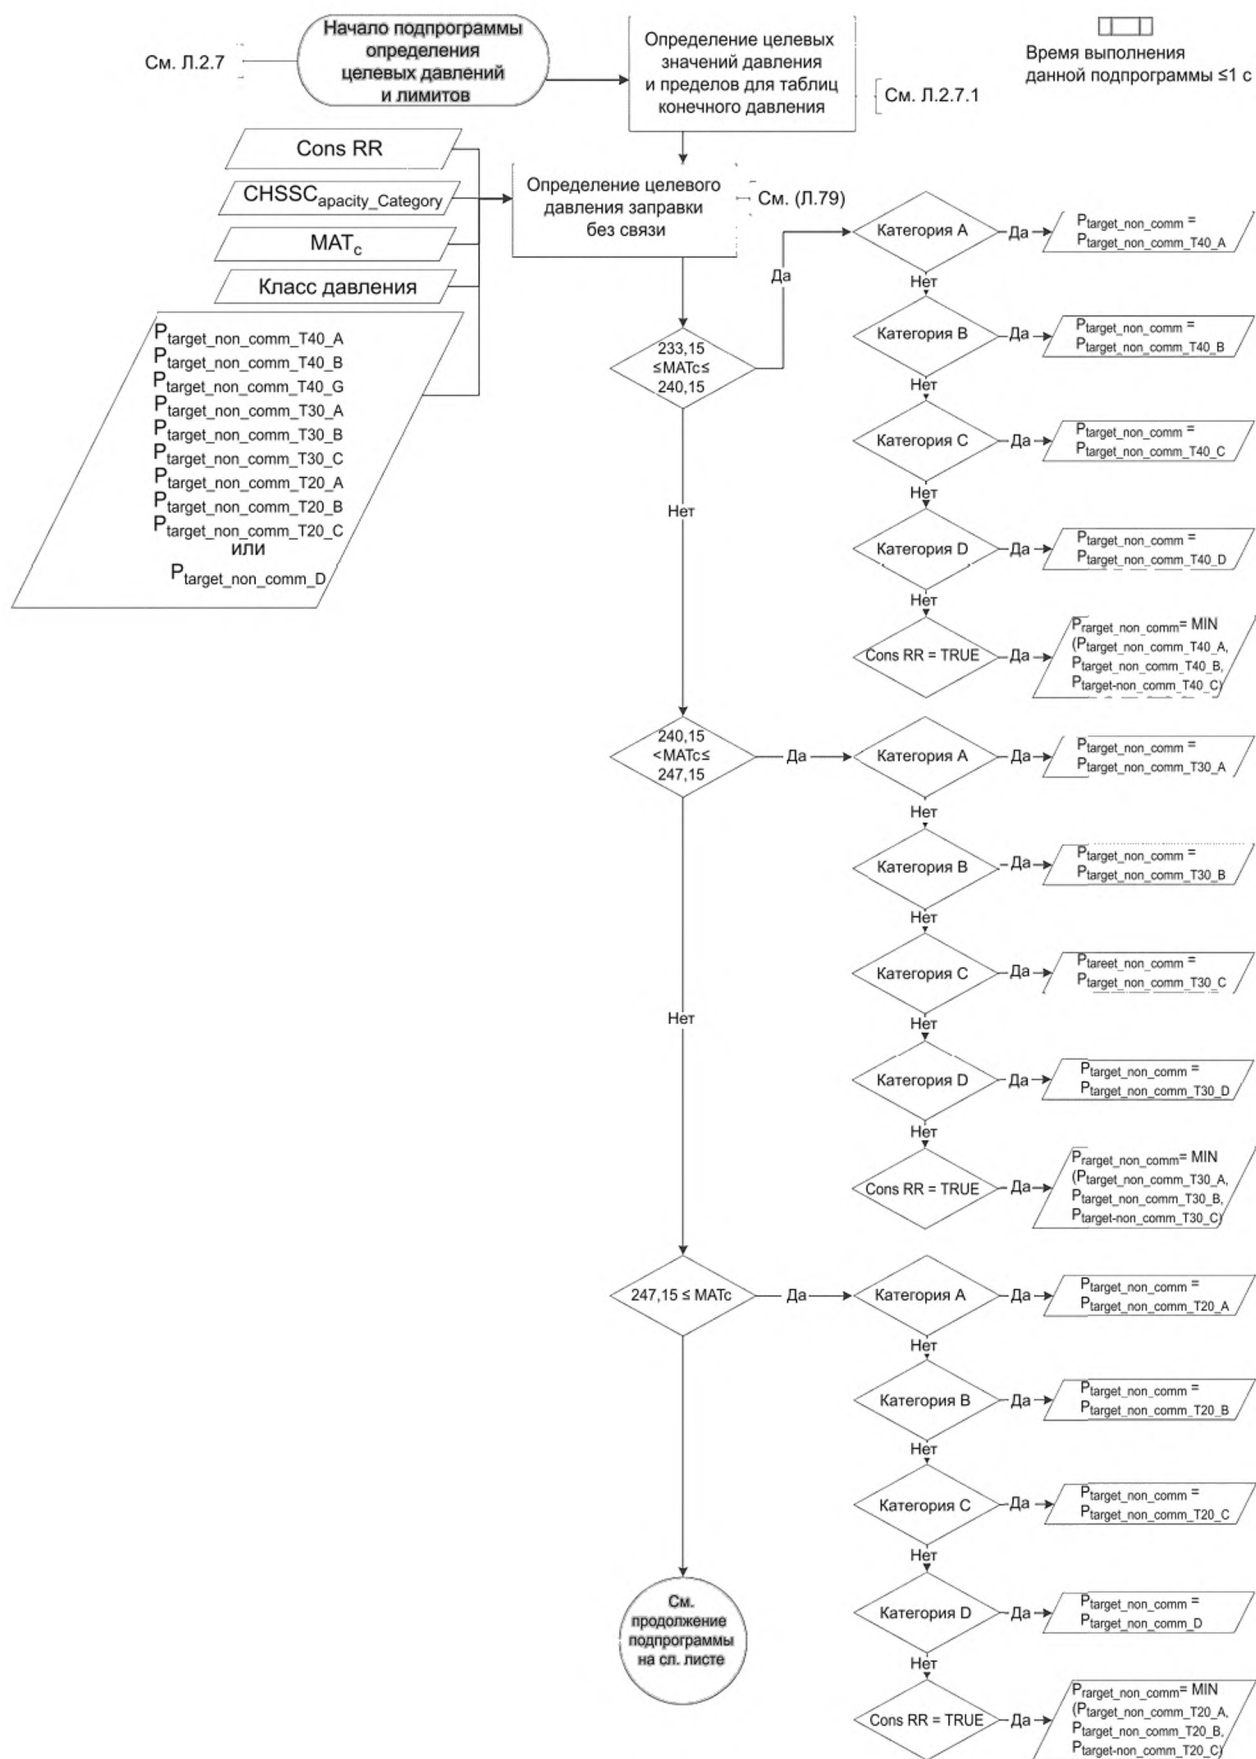 См. Л.2.7
Начало подпрограммы
определения
целевых давлений
и лимитов
Определение целевых
значений давления
и пределов для таблиц
конечного давления
См. Л.2.7.1
Время выполнения
данной подпрограммы ≤1 с
Cons RR
CHSSCapacity_Category
MATc
Класс давления
Ptarget_non_comm_T40_A
Ptarget_non_comm_T40_B
Ptarget_non_comm_T40_G
Ptarget_non_comm_T30_A
Ptarget_non_comm_T30_B
Ptarget_non_comm_T30_C
Ptarget_non_comm_T20_A
Ptarget_non_comm_T20_B
Ptarget_non_comm_T20_C
или
Ptarget_non_comm_D
Определение целевого
давления заправки
без связи
См. (Л.79)
233,15
≤MATc≤
240,15
Да
Категория A
Да
Ptarget_non_comm =
Ptarget_non_comm_T40_A
Нет
Категория B
Да
Ptarget_non_comm =
Ptarget_non_comm_T40_B
Нет
Категория C
Да
Ptarget_non_comm =
Ptarget_non_comm_T40_C
Нет
Категория D
Да
Ptarget_non_comm =
Ptarget_non_comm_T40_D
Нет
Cons RR = TRUE
Да
Prarget_non_comm= MIN
(Ptarget_non_comm_T40_A,
Ptarget_non_comm_T40_B,
Ptarget-non_comm_T40_C)
Нет
240,15
<MATc≤
247,15
Да
Категория A
Да
Ptarget_non_comm =
Ptarget_non_comm_T30_A
Нет
Категория B
Да
Ptarget_non_comm =
Ptarget_non_comm_T30_B
Нет
Категория C
Да
Ptareet_non_comm =
Ptarget_non_comm_T30_C
Нет
Категория D
Да
Ptarget_non_comm =
Ptarget_non_comm_T30_D
Нет
Cons RR = TRUE
Да
Prarget_non_comm= MIN
(Ptarget_non_comm_T30_A,
Ptarget_non_comm_T30_B,
Ptarget-non_comm_T30_C)
Нет
247,15 ≤ MATc
Да
Категория A
Да
Ptarget_non_comm =
Ptarget_non_comm_T20_A
Нет
Категория B
Да
Ptarget_non_comm =
Ptarget_non_comm_T20_B
Нет
Категория C
Да
Ptarget_non_comm =
Ptarget_non_comm_T20_C
Нет
Категория D
Да
Ptarget_non_comm =
Ptarget_non_comm_D
Нет
Cons RR = TRUE
Да
Prarget_non_comm= MIN
(Ptarget_non_comm_T20_A,
Ptarget_non_comm_T20_B,
Ptarget-non_comm_T20_C)
См.
продолжение
подпрограммы
на сл. листе